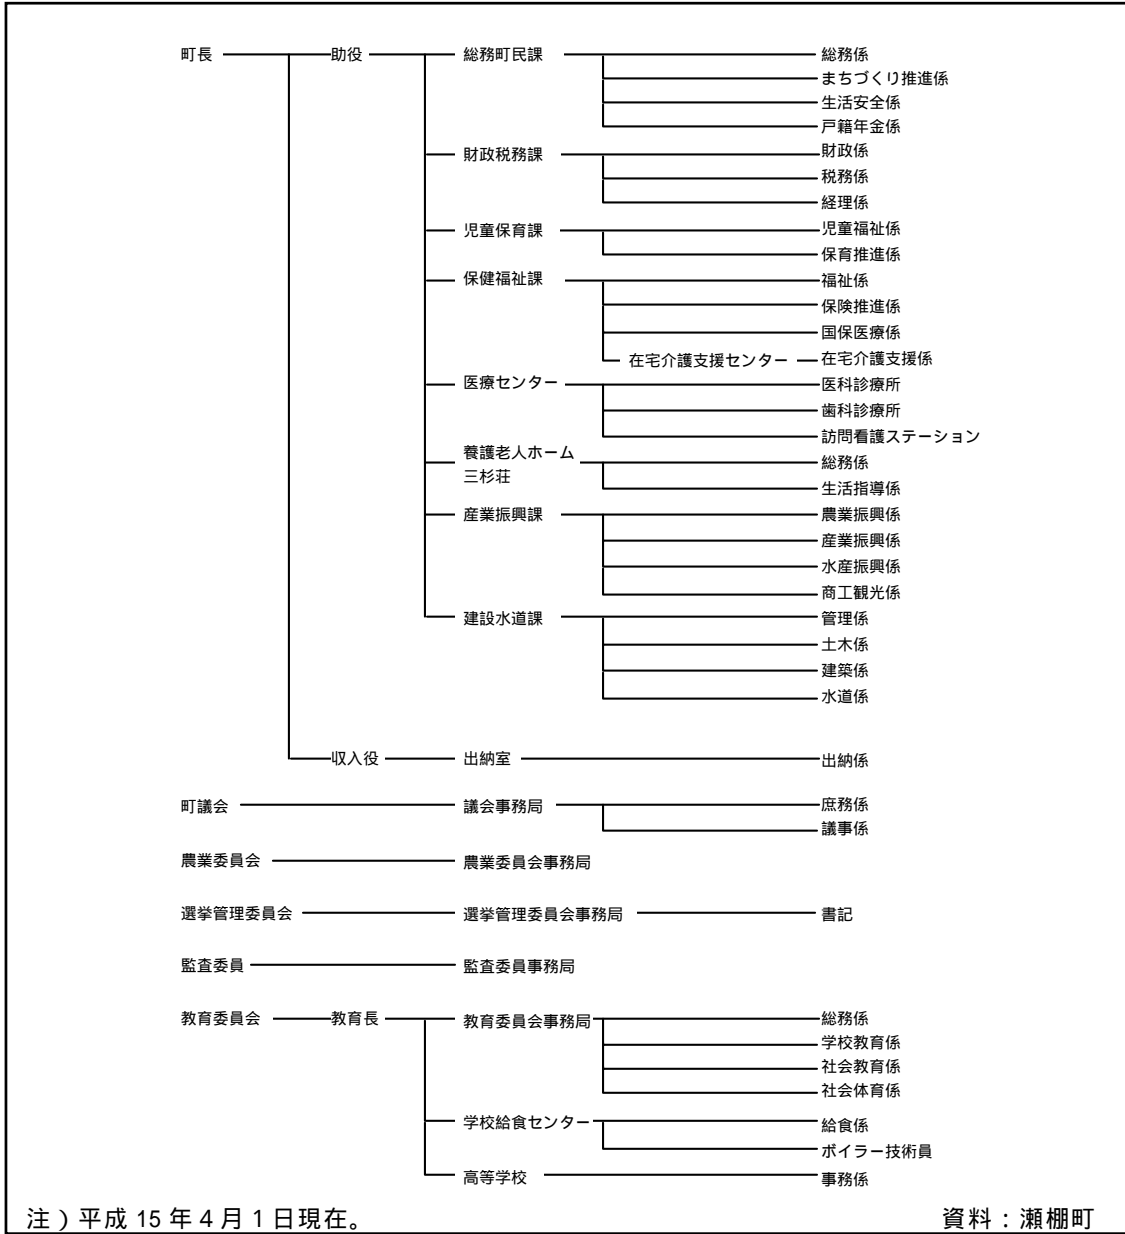 町長 助役 総務町民課 総務係
まちづくり推進係
生活安全係
戸籍年金係
財政税務課 財政係
税務係
経理係
児童保育課 児童福祉係
保育推進係
保健福祉課 福祉係
保険推進係
国保医療係
在宅介護支援センター 在宅介護支援係
医療センター 医科診療所
歯科診療所
訪問看護ステーション
養護老人ホーム 総務係
三杉荘
生活指導係
産業振興課 農業振興係
産業振興係
水産振興係
商工観光係
建設水道課 管理係
土木係
建築係
水道係
収入役 出納室 出納係
町議会 議会事務局 庶務係
議事係
農業委員会 農業委員会事務局
選挙管理委員会 選挙管理委員会事務局 書記
監査委員 監査委員事務局
教育委員会 教育長 教育委員会事務局 総務係
学校教育係
社会教育係
社会体育係
学校給食センター 給食係
ボイラー技術員
高等学校 事務係
注）平成15年4月1日現在。 資料：瀬棚町